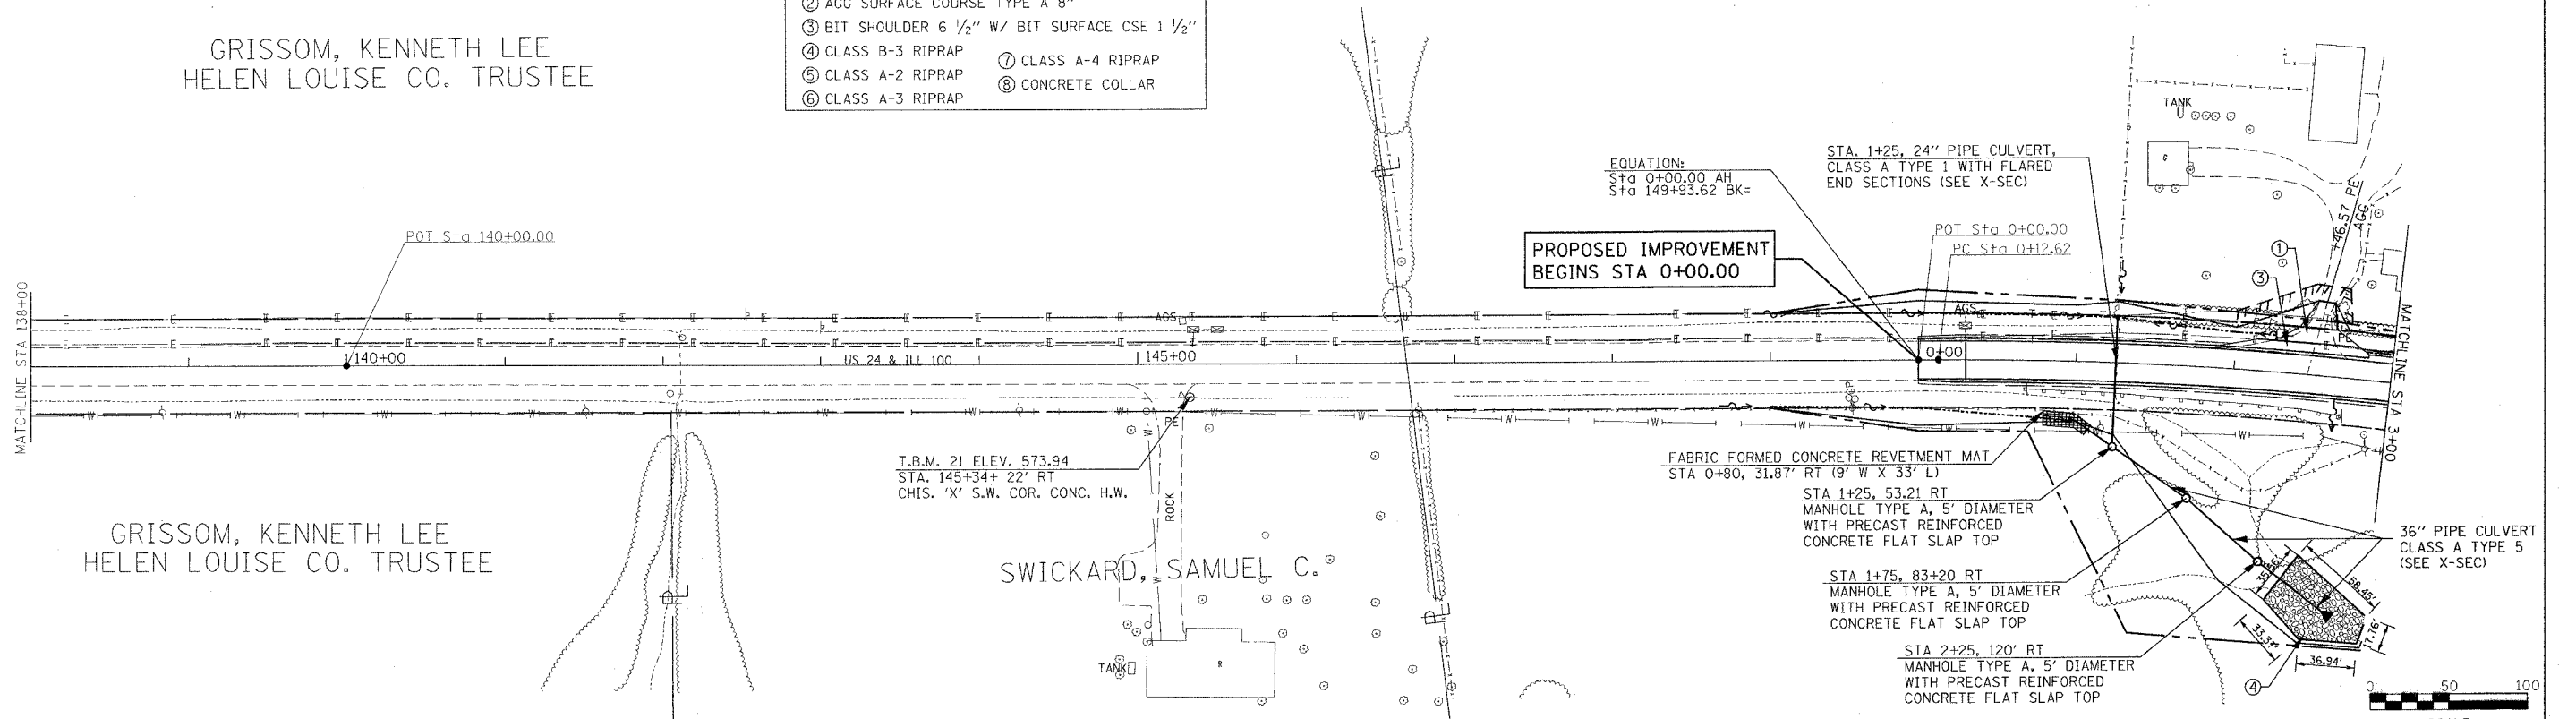 ② AGG SURFACE COURSE TYPE A 8"
③ BIT SHOULDER 6 1/2" W/ BIT SURFACE CSE 1 1/2"
④ CLASS B-3 RIPRAP
⑤ CLASS A-2 RIPRAP
⑥ CLASS A-3 RIPRAP
⑦ CLASS A-4 RIPRAP
⑧ CONCRETE COLLAR
GRISSOM, KENNETH LEE
HELEN LOUISE CO. TRUSTEE
TANK
G
EQUATION:
Sta 0+00.00 AH
Sta 149+93.62 BK=
STA. 1+25, 24" PIPE CULVERT,
CLASS A TYPE 1 WITH FLARED
END SECTIONS (SEE X-SEC)
POT Sta 140+00.00
PROPOSED IMPROVEMENT
BEGINS STA 0+00.00
POT Sta 0+00.00
PC Sta 0+12.62
+46.57 PE
AGG
①
③
MATCHLINE STA 138+00
AGS
AGS
PE
140+00
US 24 & ILL 100
145+00
0+00
MATCHLINE STA 3+00
PE
T.B.M. 21 ELEV. 573.94
STA. 145+34+ 22' RT
CHIS. 'X' S.W. COR. CONC. H.W.
ROCK
FABRIC FORMED CONCRETE REVETMENT MAT
STA 0+80, 31.87' RT (9' W X 33' L)
STA 1+25, 53.21 RT
MANHOLE TYPE A, 5' DIAMETER
WITH PRECAST REINFORCED
CONCRETE FLAT SLAP TOP
GRISSOM, KENNETH LEE
HELEN LOUISE CO. TRUSTEE
SWICKARD, SAMUEL C.
36" PIPE CULVERT
CLASS A TYPE 5
(SEE X-SEC)
STA 1+75, 83+20 RT
MANHOLE TYPE A, 5' DIAMETER
WITH PRECAST REINFORCED
CONCRETE FLAT SLAP TOP
58.45'
17.76'
33.37'
36.94'
STA 2+25, 120' RT
MANHOLE TYPE A, 5' DIAMETER
WITH PRECAST REINFORCED
CONCRETE FLAT SLAP TOP
④
TANK
R
0 50 100